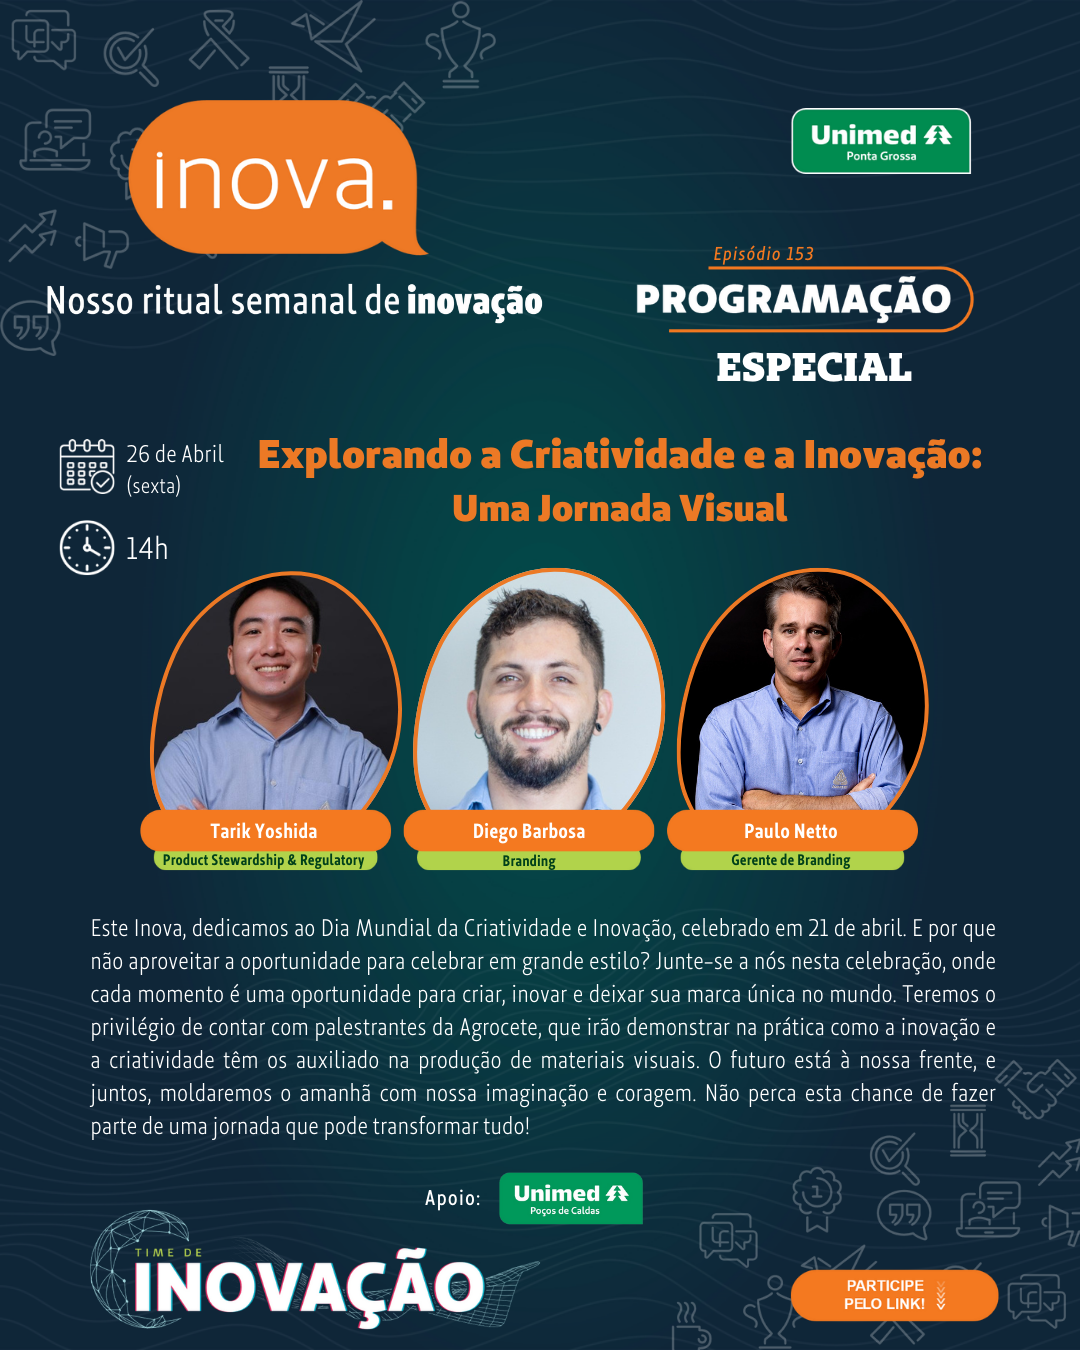 inova.
Unimed
Ponta Grossa
Nosso ritual semanal de inovação
Episódio 153
PROGRAMAÇÃO
ESPECIAL
26 de Abril
(sexta)
14h
Explorando a Criatividade e a Inovação:
Uma Jornada Visual
Tarik Yoshida
Product Stewardship & Regulatory
Diego Barbosa
Branding
Paulo Netto
Gerente de Branding
Este Inova, dedicamos ao Dia Mundial da Criatividade e Inovação, celebrado em 21 de abril. E por que
não aproveitar a oportunidade para celebrar em grande estilo? Junte-se a nós nesta celebração, onde
cada momento é uma oportunidade para criar, inovar e deixar sua marca única no mundo. Teremos o
privilégio de contar com palestrantes da Agrocete, que irão demonstrar na prática como a inovação e
a criatividade têm os auxiliado na produção de materiais visuais. O futuro está à nossa frente, e
juntos, moldaremos o amanhã com nossa imaginação e coragem. Não perca esta chance de fazer
parte de uma jornada que pode transformar tudo!
Apoio:
Unimed
Poços de Caldas
TIME DE
INOVAÇÃO
1
PARTICIPE
PELO LINK!